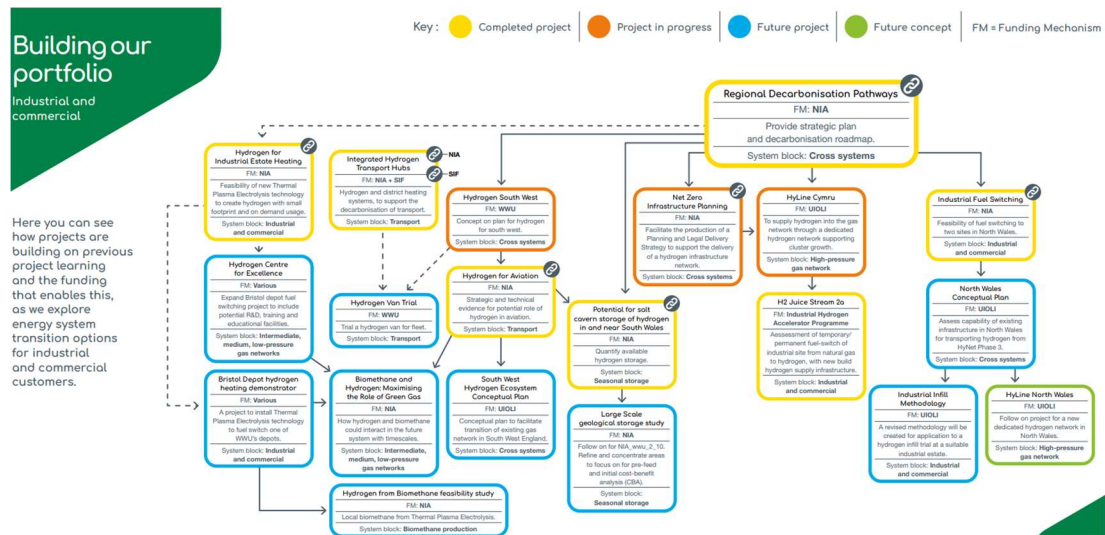 Building our
portfolio
Industrial and
commercial
Key :
Completed project
Project in progress
Future project
Future concept
FM = Funding Mechanism
Here you can see
how projects are
building on previous
project learning
and the funding
that enables this,
as we explore
energy system
transition options
for industrial
and commercial
customers.
Regional Decarbonisation Pathways
FM: NIA
Provide strategic plan
and decarbonisation roadmap.
System block: Cross systems
Hydrogen for
Industrial Estate Heating
FM: NIA
Feasibility of new Thermal
Plasma Electrolysis technology
to create hydrogen with small
footprint and on demand usage.
System block: Industrial
and commercial
Integrated Hydrogen
Transport Hubs
NIA
SIF
FM: NIA + SIF
Hydrogen and district heating
systems, to support the
decarbonisation of transport.
System block: Transport
Hydrogen South West
FM: WWU
Concept on plan for hydrogen
for south west.
System block: Cross systems
Net Zero
Infrastructure Planning
FM: NIA
Facilitate the production of a
Planning and Legal Delivery
Strategy to support the delivery
of a hydrogen infrastructure
network.
System block: Cross systems
HyLine Cymru
FM: UIOLI
To supply hydrogen into the gas
network through a dedicated
hydrogen network supporting
cluster growth.
System block: High-pressure
gas network
Industrial Fuel Switching
FM: NIA
Feasibility of fuel switching to
two sites in North Wales.
System block: Industrial
and commercial
Hydrogen Centre
for Excellence
FM: Various
Expand Bristol depot fuel
switching project to include
potential R&D, training and
educational facilities.
System block: Intermediate,
medium, low-pressure
gas networks
Hydrogen Van Trial
FM: WWU
Trial a hydrogen van for fleet.
System block: Transport
Hydrogen for Aviation
FM: NIA
Strategic and technical
evidence for potential role of
hydrogen in aviation.
System block: Transport
Potential for salt
cavern storage of hydrogen
in and near South Wales
FM: NIA
Quantify available
hydrogen storage.
System block:
Seasonal storage
H2 Juice Stream 2a
FM: Industrial Hydrogen
Accelerator Programme
Aessessment of temporary/
permanent fuel-switch of
industrial site from natural gas
to hydrogen, with new build
hydrogen supply infrastructure.
System block: Industrial
and commercial
North Wales
Conceptual Plan
FM: UIOLI
Assess capability of existing
infrastructure in North Wales
for transporting hydrogen from
HyNet Phase 3.
System block: Cross systems
Bristol Depot hydrogen
heating demonstrator
FM: Various
A project to install Thermal
Plasma Electrolysis technology
to fuel switch one of
WWU's depots.
System block: Industrial
and commercial
Biomethane and
Hydrogen: Maximising
the Role of Green Gas
FM: NIA
How hydrogen and biomethane
could interact in the future
system with timescales.
System block: Intermediate,
medium, low-pressure
gas networks
South West
Hydrogen Ecosystem
Conceptual Plan
FM: UIOLI
Conceptual plan to facilitate
transition of existing gas
network in South West England.
System block: Cross systems
Large Scale
geological storage study
FM: NIA
Follow on for NIA_wwu_2_10.
Refine and concentrate areas
to focus on for pre-feed
and initial cost-benefit
analysis (CBA).
System block:
Seasonal storage
Industrial Infill
Methodology
FM: UIOLI
A revised methodology will
be created for application to a
hydrogen infill trial at a suitable
industrial estate.
System block: Industrial
and commercial
HyLine North Wales
FM: UIOLI
Follow on project for a new
dedicated hydrogen network in
North Wales.
System block: High-pressure
gas network
Hydrogen from Biomethane feasibility study
FM: NIA
Local biomethane from Thermal Plasma Electrolysis.
System block: Biomethane production